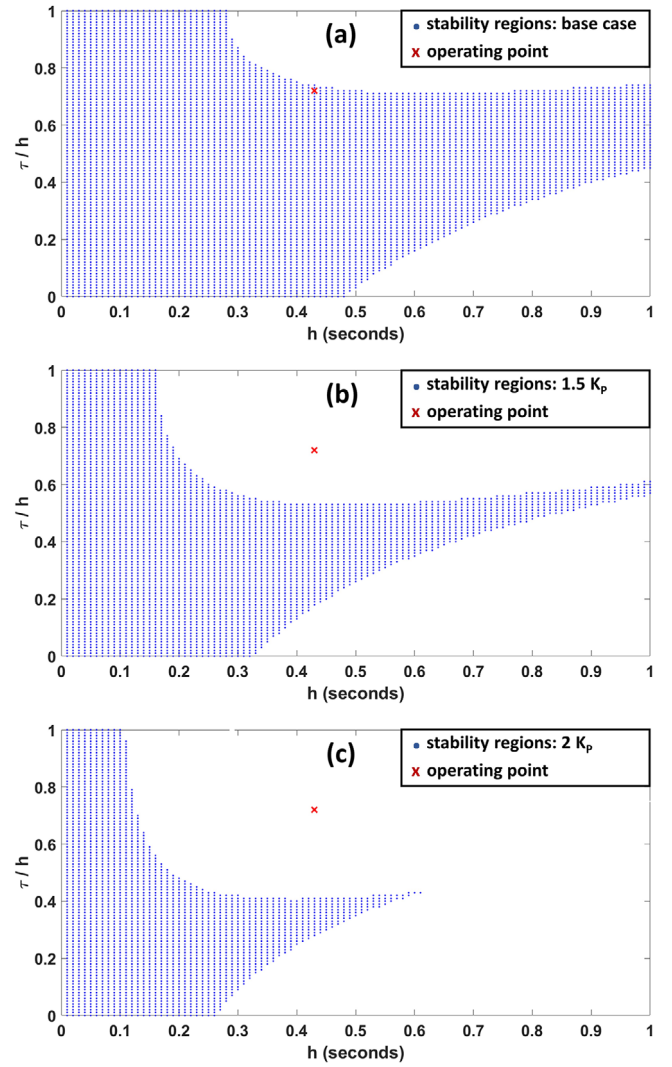 (a)
• stability regions: base case
x operating point
1
0.8
0.6
0.4
0.2
0
τ / h
0 0.1 0.2 0.3 0.4 0.5 0.6 0.7 0.8 0.9 1
h (seconds)
(b)
• stability regions: 1.5 KP
x operating point
1
0.8
0.6
0.4
0.2
0
τ / h
0 0.1 0.2 0.3 0.4 0.5 0.6 0.7 0.8 0.9 1
h (seconds)
(c)
• stability regions: 2 KP
x operating point
1
0.8
0.6
0.4
0.2
0
τ / h
0 0.1 0.2 0.3 0.4 0.5 0.6 0.7 0.8 0.9 1
h (seconds)